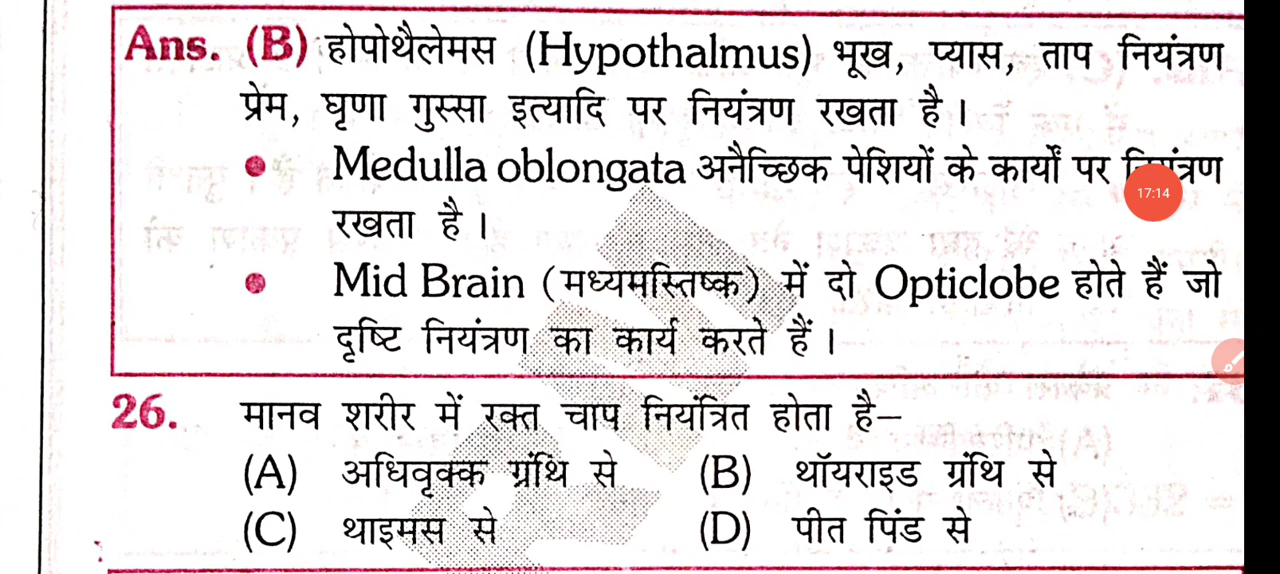 Ans. (B) होपोथैलेमस (Hypothalmus) भूख, प्यास, ताप नियंत्रण
प्रेम, घृणा गुस्सा इत्यादि पर नियंत्रण रखता है।
• Medulla oblongata अनैच्छिक पेशियों के कार्यों पर नियंत्रण
17:14
रखता है।
• Mid Brain (मध्यमस्तिष्क) में दो Opticlobe होते हैं जो
दृष्टि नियंत्रण का कार्य करते हैं।
26. मानव शरीर में रक्त चाप नियंत्रित होता है–
(A) अधिवृक्क ग्रंथि से (B) थॉयराइड ग्रंथि से
(C) थाइमस से (D) पीत पिंड से